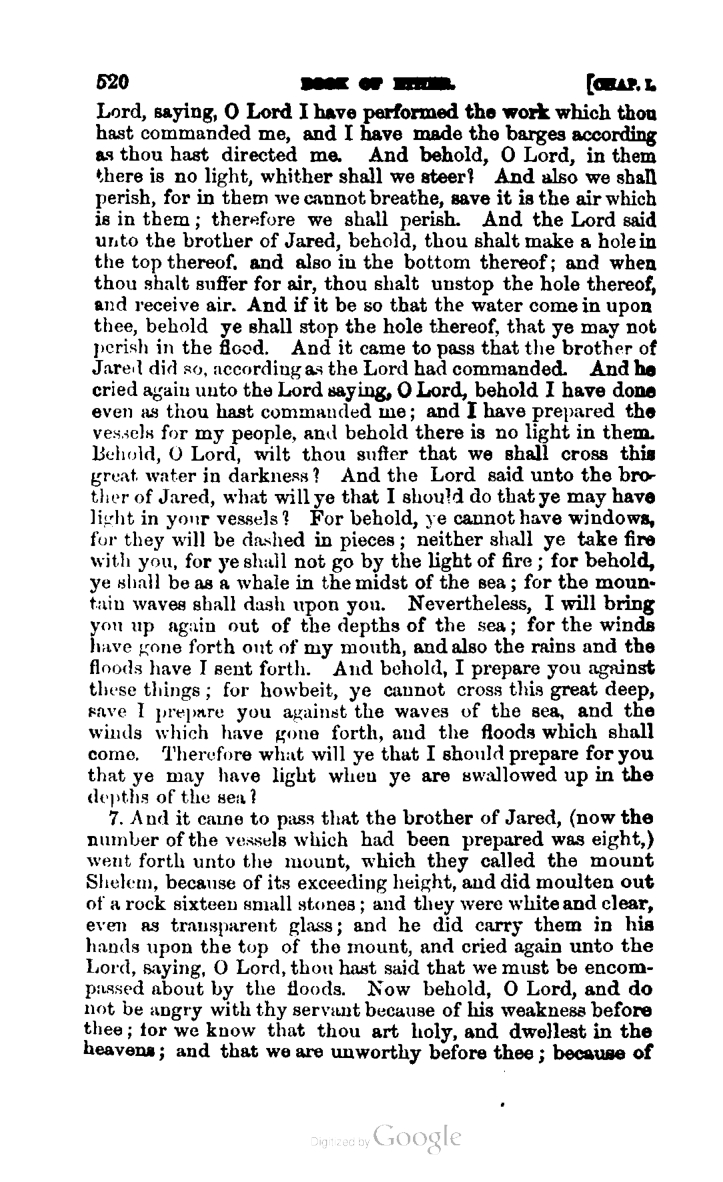 520 BOOK OF ETHER. [CHAP. I.
Lord, saying, O Lord I have performed the work which thou
hast commanded me, and I have made the barges according
as thou hast directed me. And behold, O Lord, in them
there is no light, whither shall we steer? And also we shall
perish, for in them we cannot breathe, save it is the air which
is in them; therefore we shall perish. And the Lord said
unto the brother of Jared, behold, thou shalt make a hole in
the top thereof, and also in the bottom thereof; and when
thou shalt suffer for air, thou shalt unstop the hole thereof,
and receive air. And if it be so that the water come in upon
thee, behold ye shall stop the hole thereof, that ye may not
perish in the flood. And it came to pass that the brother of
Jared did so, according as the Lord had commanded. And he
cried again unto the Lord saying, O Lord, behold I have done
even as thou hast commanded me; and I have prepared the
vessels for my people, and behold there is no light in them.
Behold, O Lord, wilt thou suffer that we shall cross this
great water in darkness? And the Lord said unto the bro-
ther of Jared, what will ye that I should do that ye may have
light in your vessels? For behold, ye cannot have windows,
for they will be dashed in pieces; neither shall ye take fire
with you, for ye shall not go by the light of fire; for behold,
ye shall be as a whale in the midst of the sea; for the moun-
tain waves shall dash upon you. Nevertheless, I will bring
you up again out of the depths of the sea; for the winds
have gone forth out of my mouth, and also the rains and the
floods have I sent forth. And behold, I prepare you against
these things; for howbeit, ye cannot cross this great deep,
save I prepare you against the waves of the sea, and the
winds which have gone forth, and the floods which shall
come. Therefore what will ye that I should prepare for you
that ye may have light when ye are swallowed up in the
depths of the sea?
7. And it came to pass that the brother of Jared, (now the
number of the vessels which had been prepared was eight,)
went forth unto the mount, which they called the mount
Shelem, because of its exceeding height, and did moulten out
of a rock sixteen small stones; and they were white and clear,
even as transparent glass; and he did carry them in his
hands upon the top of the mount, and cried again unto the
Lord, saying, O Lord, thou hast said that we must be encom-
passed about by the floods. Now behold, O Lord, and do
not be angry with thy servant because of his weakness before
thee; for we know that thou art holy, and dwellest in the
heavens; and that we are unworthy before thee; because of
Digitized by Google